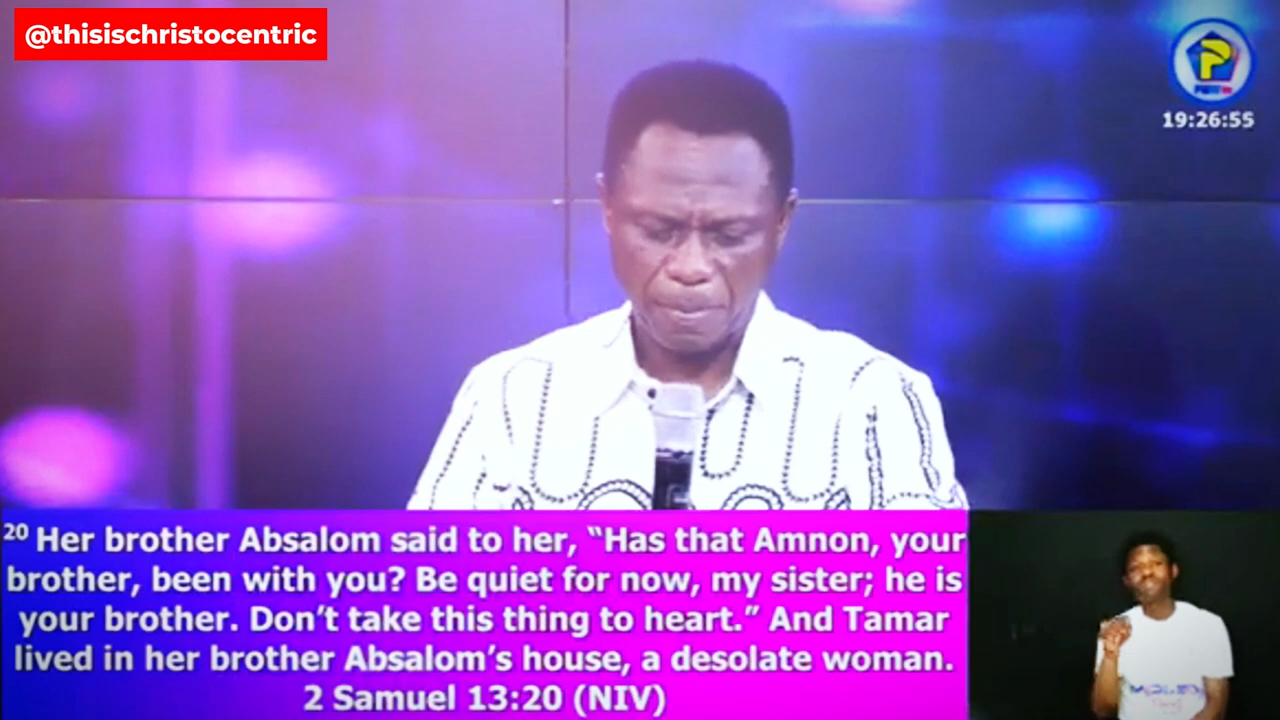 @thisischristocentric
P
19:26:55
20 Her brother Absalom said to her, “Has that Amnon, your
brother, been with you? Be quiet for now, my sister; he is
your brother. Don’t take this thing to heart.” And Tamar
lived in her brother Absalom’s house, a desolate woman.
2 Samuel 13:20 (NIV)